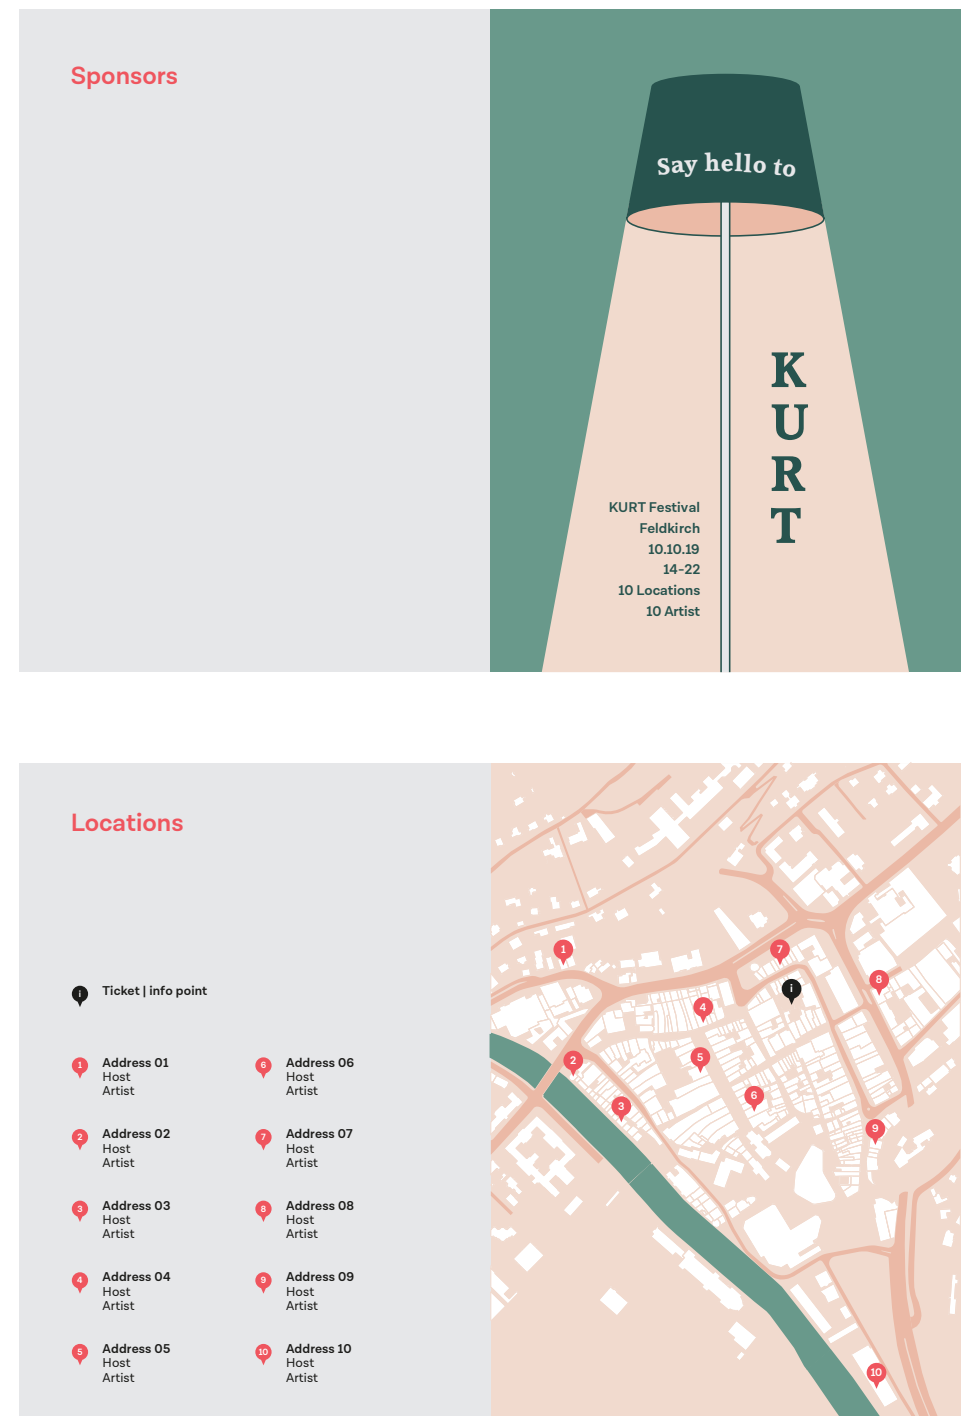 Sponsors
Say hello to
K
U
R
T
KURT Festival
Feldkirch
10.10.19
14-22
10 Locations
10 Artist
Locations
i
Ticket | info point
1
Address 01
Host
Artist
2
Address 02
Host
Artist
3
Address 03
Host
Artist
4
Address 04
Host
Artist
5
Address 05
Host
Artist
6
Address 06
Host
Artist
7
Address 07
Host
Artist
8
Address 08
Host
Artist
9
Address 09
Host
Artist
10
Address 10
Host
Artist
1
7
8
i
4
5
2
6
3
9
10